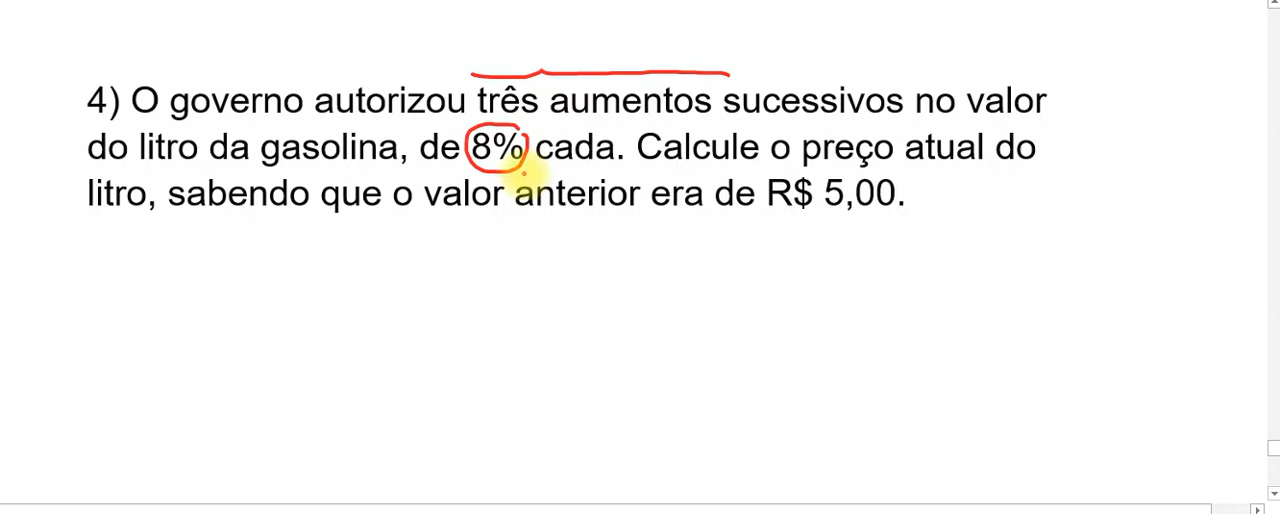 4) O governo autorizou três aumentos sucessivos no valor
do litro da gasolina, de 8% cada. Calcule o preço atual do
litro, sabendo que o valor anterior era de R$ 5,00.